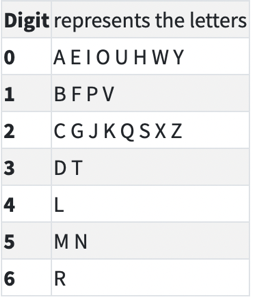 Digit represents the letters
0 A E I O U H W Y
1 B F P V
2 C G J K Q S X Z
3 D T
4 L
5 M N
6 R